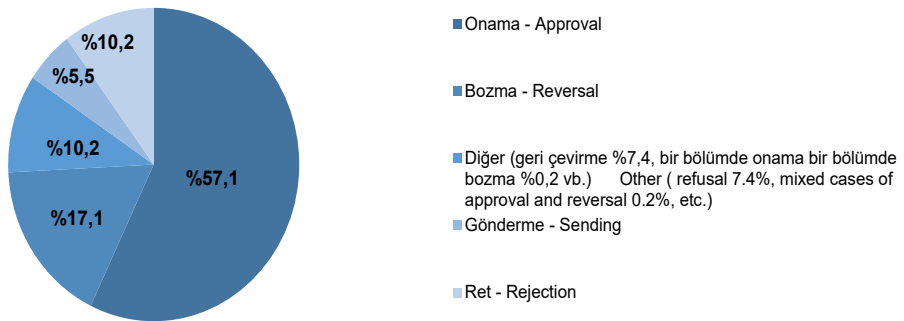 %10,2
%5,5
%10,2
%17,1
%57,1
Onama - Approval
Bozma - Reversal
Diğer (geri çevirme %7,4, bir bölümde onama bir bölümde
bozma %0,2 vb.) Other ( refusal 7.4%, mixed cases of
approval and reversal 0.2%, etc.)
Gönderme - Sending
Ret - Rejection